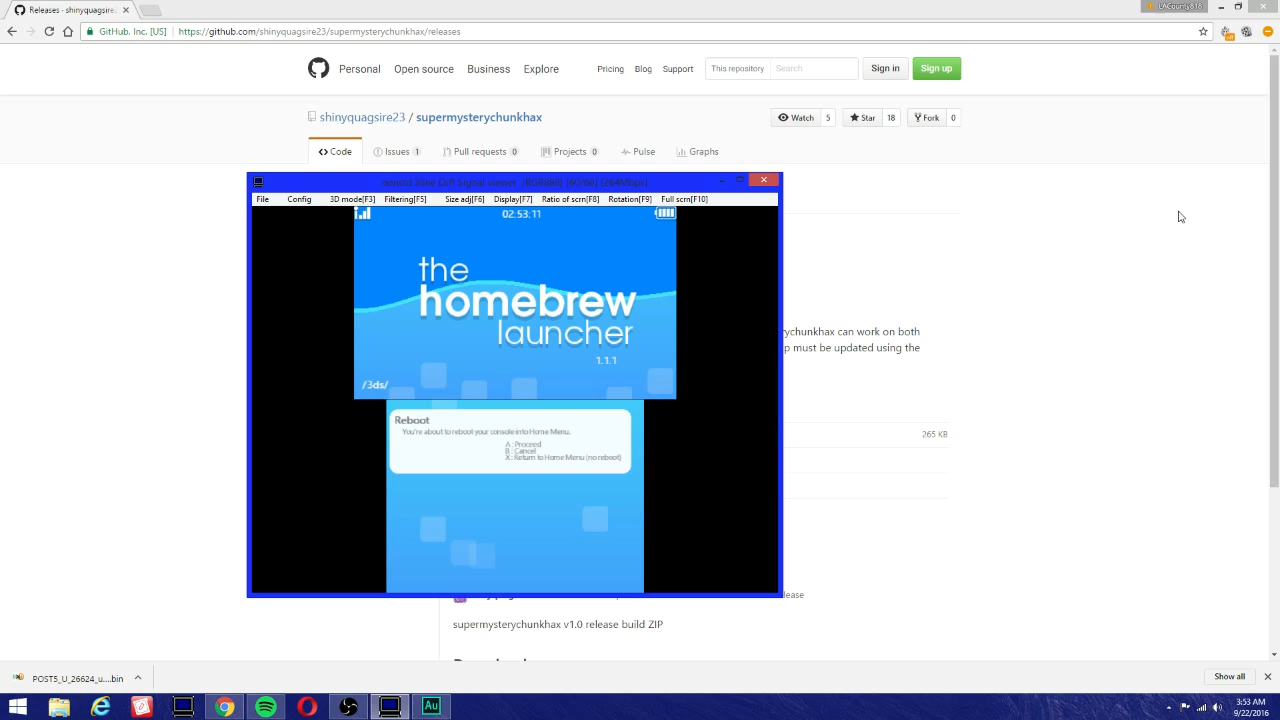 Releases · shinyquagsire
LACounty818
GitHub, Inc. [US]
https://github.com/shinyquagsire23/supermysterychunkhax/releases
Personal Open source Business Explore Pricing Blog Support This repository Search Sign in Sign up
shinyquagsire23 / supermysterychunkhax
Watch 5 Star 18 Fork 0
Code Issues 1 Pull requests 0 Projects 0 Pulse Graphs
File Config 3D mode[F3] Filtering[F5] Size adj[F6] Display[F7] Ratio of scrn[F8] Rotation[F9] Full scrn[F10]
02:53:11
the
homebrew
launcher
1.1.1
/3ds/
rychunkhax can work on both
p must be updated using the
Reboot
You're about to reboot your console into Home Menu.
A : Proceed
B : Cancel
X : Return to Home Menu (no reboot)
265 KB
lease
supermysterychunkhax v1.0 release build ZIP
POST5_U_26624_u....bin
Show all
Au
3:53 AM
9/22/2016